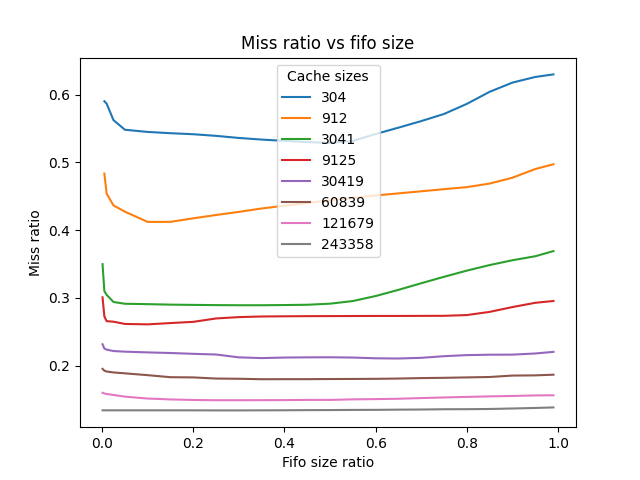 Miss ratio vs fifo size
Cache sizes
304
912
3041
9125
30419
60839
121679
243358
Miss ratio
0.6
0.5
0.4
0.3
0.2
0.0 0.2 0.4 0.6 0.8 1.0
Fifo size ratio